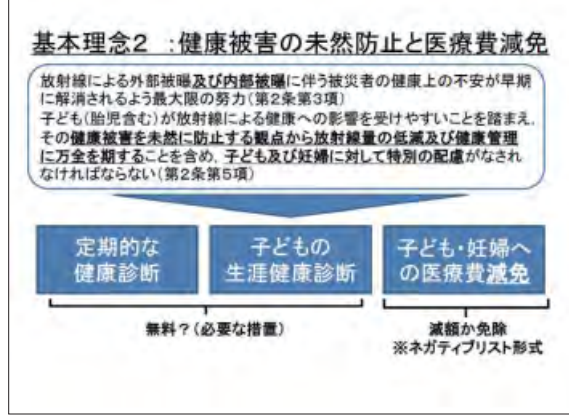 基本理念2　:健康被害の未然防止と医療費減免
放射線による外部被曝及び内部被曝に伴う被災者の健康上の不安が早期
に解消されるよう最大限の努力(第2条第3項)
子ども(胎児含む)が放射線による健康への影響を受けやすいことを踏まえ,
その健康被害を未然に防止する観点から放射線量の低減及び健康管理
に万全を期することを含め,子ども及び妊婦に対して特別の配慮がなされ
なければならない(第2条第5項)
定期的な
健康診断
子どもの
生涯健康診断
子ども・妊婦へ
の医療費減免
無料?(必要な措置)
減額か免除
※ネガティブリスト形式